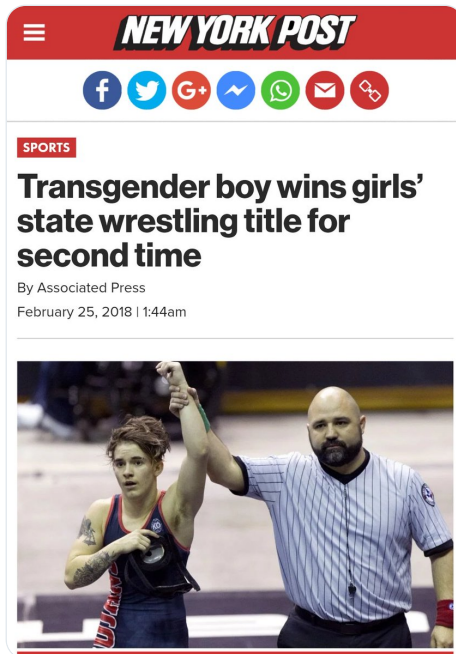 NEW YORK POST
f G+
SPORTS
Transgender boy wins girls’
state wrestling title for
second time
By Associated Press
February 25, 2018 | 1:44am